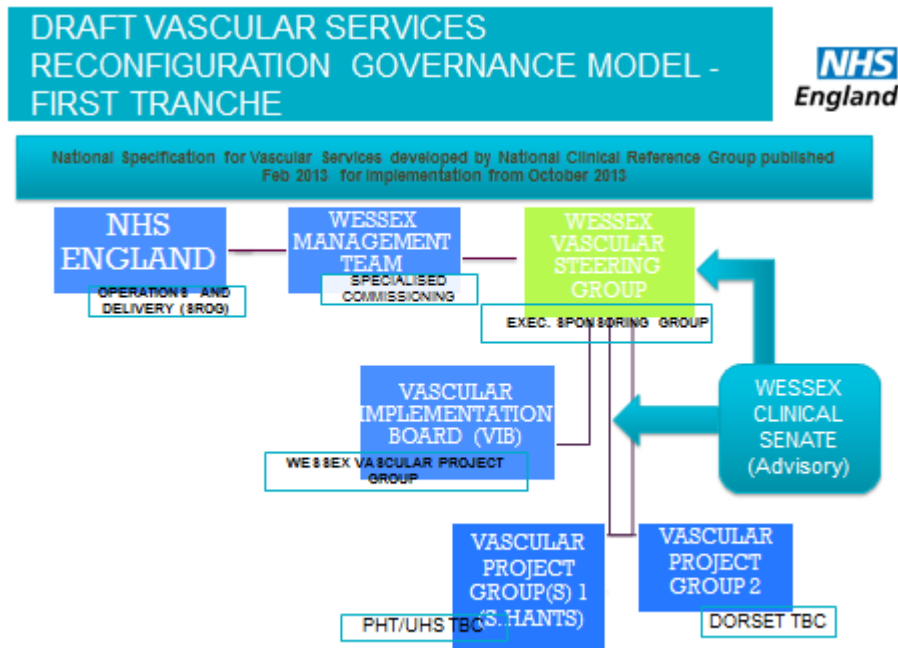 DRAFT VASCULAR SERVICES
RECONFIGURATION GOVERNANCE MODEL -
FIRST TRANCHE
NHS
England
National Specification for Vascular Services developed by National Clinical Reference Group published
Feb 2013 for implementation from October 2013
NHS
ENGLAND
OPERATIONS AND
DELIVERY (SROG)
WESSEX
MANAGEMENT
TEAM
SPECIALISED
COMMISSIONING
WESSEX
VASCULAR
STEERING
GROUP
EXEC. SPONSORING GROUP
VASCULAR
IMPLEMENTATION
BOARD (VIB)
WESSEX VASCULAR PROJECT
GROUP
WESSEX
CLINICAL
SENATE
(Advisory)
VASCULAR
PROJECT
GROUP(S) 1
(S.HANTS)
PHT/UHS TBC
VASCULAR
PROJECT
GROUP 2
DORSET TBC